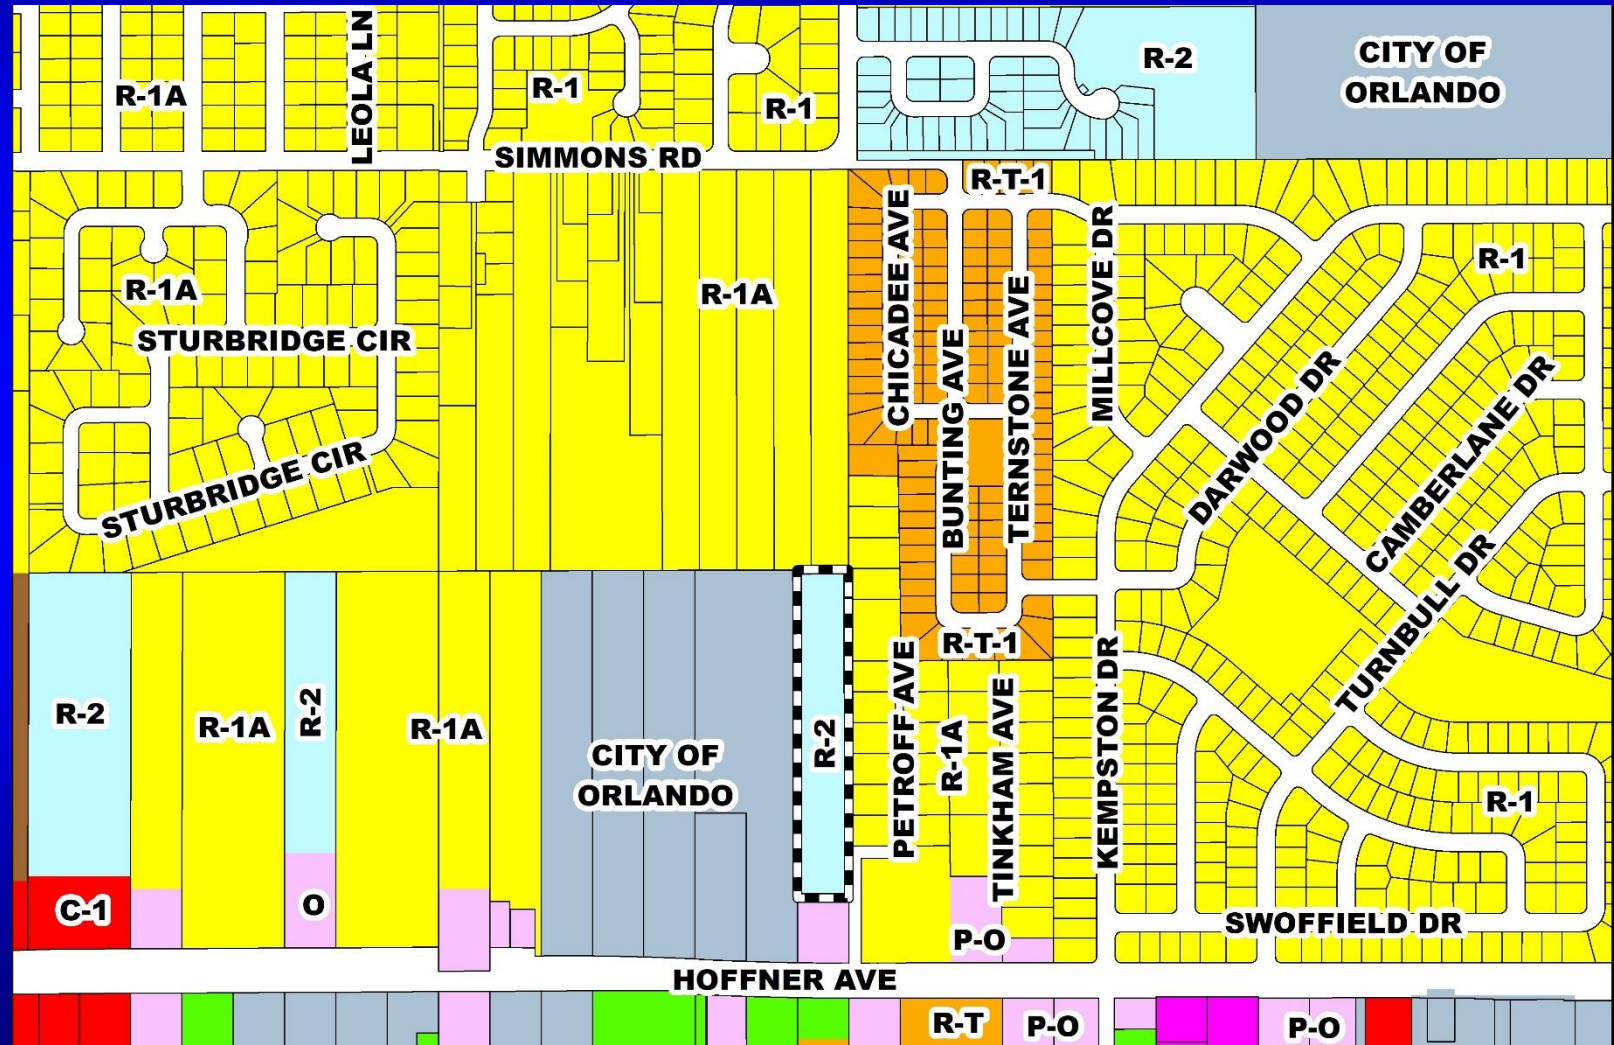 LEOLA LN
R-1A
R-1
R-1
R-2
CITY OF
ORLANDO
SIMMONS RD
R-T-1
CHICADEE AVE
MILLCOVE DR
R-1
R-1A
R-1A
STURBRIDGE CIR
BUNTING AVE
TERNSTONE AVE
DARWOOD DR
CAMBERLANE DR
STURBRIDGE CIR
TURNBULL DR
R-T-1
R-2
R-1A
R-2
R-1A
CITY OF
ORLANDO
R-2
PETROFF AVE
R-1A
TINKHAM AVE
KEMPSTON DR
R-1
C-1
O
P-O
SWOFFIELD DR
HOFFNER AVE
R-T
P-O
P-O